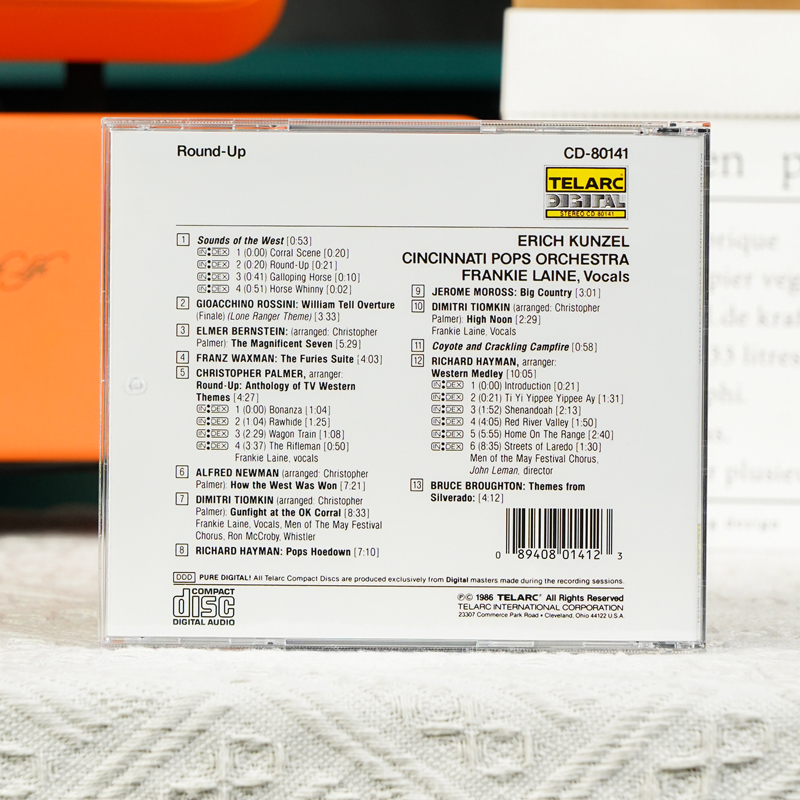 Round-Up
CD-80141
TELARC
DIGITAL
STEREO CD 80141
ERICH KUNZEL
CINCINNATI POPS ORCHESTRA
FRANKIE LAINE, Vocals
1 Sounds of the West [0:53]
INDEX 1 (0:00) Corral Scene [0:20]
INDEX 2 (0:20) Round-Up [0:21]
INDEX 3 (0:41) Galloping Horse [0:10]
INDEX 4 (0:51) Horse Whinny [0:02]
2 GIOACCHINO ROSSINI: William Tell Overture
(Finale) (Lone Ranger Theme) [3:33]
3 ELMER BERNSTEIN: (arranged: Christopher
Palmer): The Magnificent Seven [5:29]
4 FRANZ WAXMAN: The Furies Suite [4:03]
5 CHRISTOPHER PALMER, arranger:
Round-Up: Anthology of TV Western
Themes [4:27]
INDEX 1 (0:00) Bonanza [1:04]
INDEX 2 (1:04) Rawhide [1:25]
INDEX 3 (2:29) Wagon Train [1:08]
INDEX 4 (3:37) The Rifleman [0:50]
Frankie Laine, vocals
6 ALFRED NEWMAN (arranged: Christopher
Palmer): How the West Was Won [7:21]
7 DIMITRI TIOMKIN (arranged: Christopher
Palmer): Gunfight at the OK Corral [8:33]
Frankie Laine, Vocals, Men of The May Festival
Chorus, Ron McCroby, Whistler
8 RICHARD HAYMAN: Pops Hoedown [7:10]
9 JEROME MOROSS: Big Country [3:01]
10 DIMITRI TIOMKIN (arranged: Christopher
Palmer): High Noon [2:29]
Frankie Laine, Vocals
11 Coyote and Crackling Campfire [0:58]
12 RICHARD HAYMAN, arranger:
Western Medley [10:05]
INDEX 1 (0:00) Introduction [0:21]
INDEX 2 (0:21) Ti Yi Yippee Yippee Ay [1:31]
INDEX 3 (1:52) Shenandoah [2:13]
INDEX 4 (4:05) Red River Valley [1:50]
INDEX 5 (5:55) Home On The Range [2:40]
INDEX 6 (8:35) Streets of Laredo [1:30]
Men of the May Festival Chorus,
John Leman, director
13 BRUCE BROUGHTON: Themes from
Silverado: [4:12]
0 89408 01412 3
DDD PURE DIGITAL! All Telarc Compact Discs are produced exclusively from Digital masters made during the recording sessions.
COMPACT
disc
DIGITAL AUDIO
℗© 1986 TELARC® All Rights Reserved
TELARC INTERNATIONAL CORPORATION
23307 Commerce Park Road • Cleveland, Ohio 44122 U.S.A.